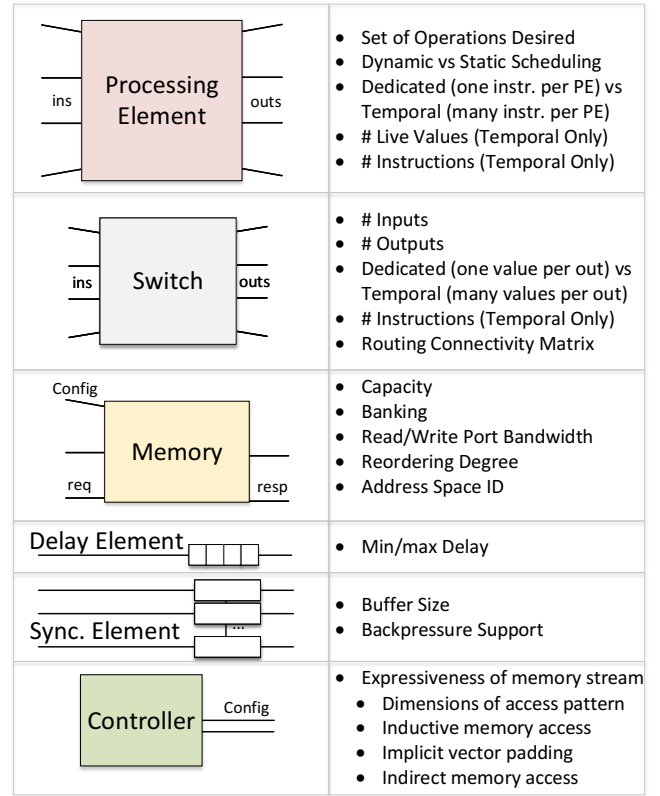 Processing
Element
ins
outs
• Set of Operations Desired
• Dynamic vs Static Scheduling
• Dedicated (one instr. per PE) vs
Temporal (many instr. per PE)
• # Live Values (Temporal Only)
• # Instructions (Temporal Only)
Switch
ins
outs
• # Inputs
• # Outputs
• Dedicated (one value per out) vs
Temporal (many values per out)
• # Instructions (Temporal Only)
• Routing Connectivity Matrix
Config
Memory
req
resp
• Capacity
• Banking
• Read/Write Port Bandwidth
• Reordering Degree
• Address Space ID
Delay Element
• Min/max Delay
Sync. Element
...
• Buffer Size
• Backpressure Support
Controller
Config
• Expressiveness of memory stream
• Dimensions of access pattern
• Inductive memory access
• Implicit vector padding
• Indirect memory access